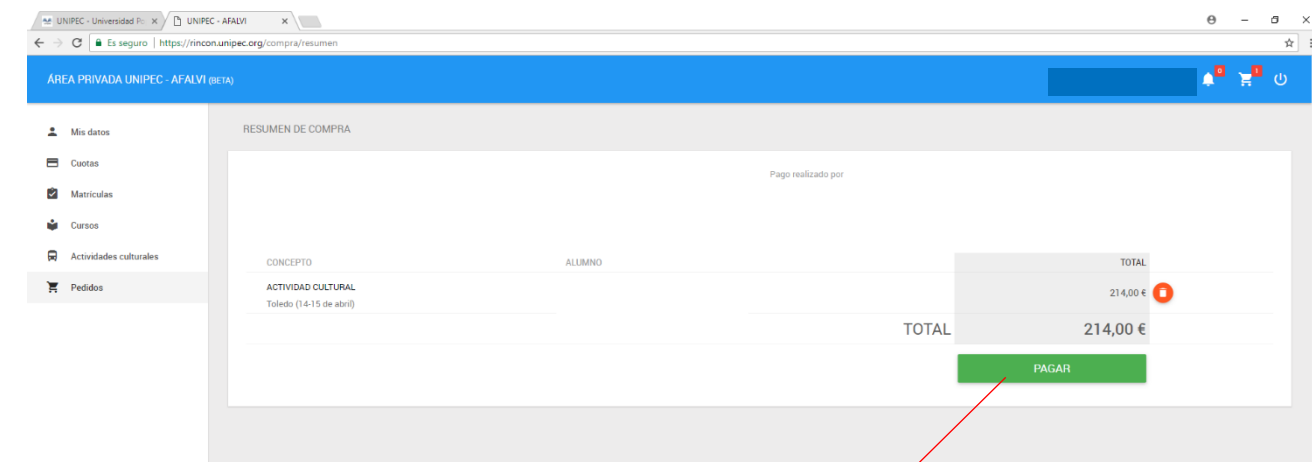 UNIPEC - Universidad Po
UNIPEC - AFALVI
Es seguro | https://rincon.unipec.org/compra/resumen
ÁREA PRIVADA UNIPEC - AFALVI (BETA)
0
1
Mis datos
Cuotas
Matriculas
Cursos
Actividades culturales
Pedidos
RESUMEN DE COMPRA
Pago realizado por
CONCEPTO ALUMNO TOTAL
ACTIVIDAD CULTURAL
Toledo (14-15 de abril)
214,00 €
TOTAL 214,00 €
PAGAR